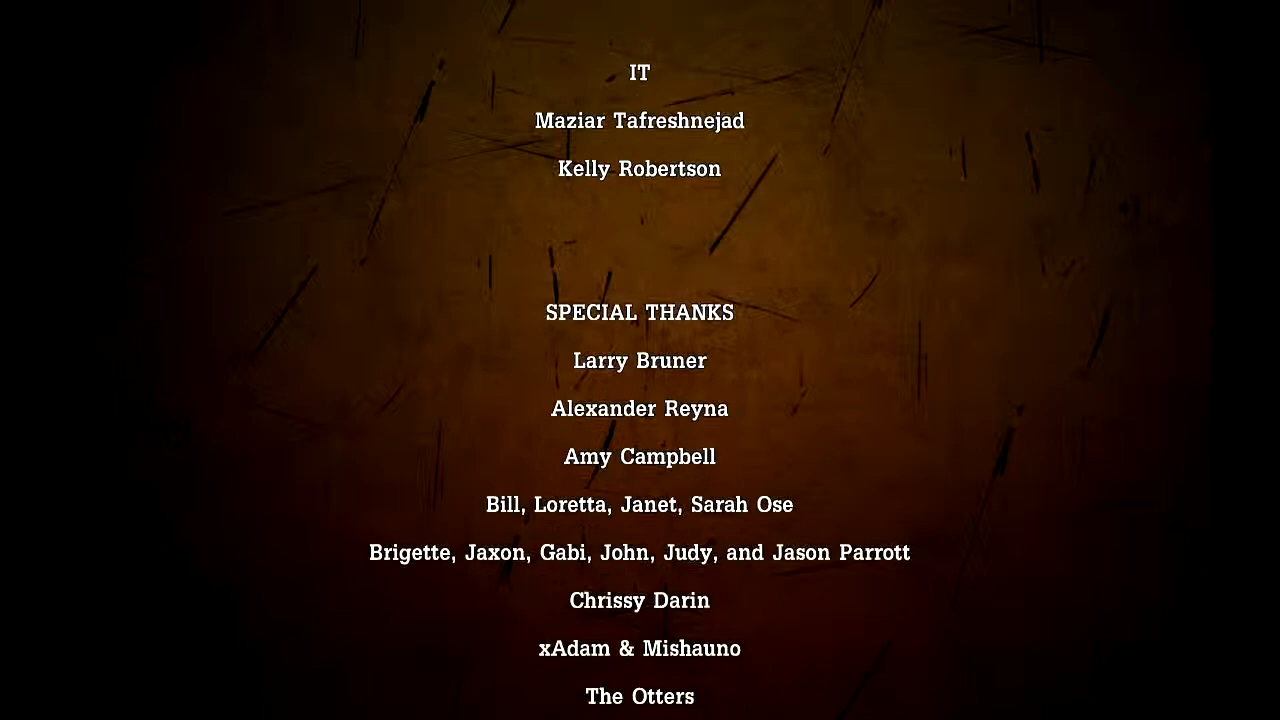 IT
Maziar Tafreshnejad
Kelly Robertson
SPECIAL THANKS
Larry Bruner
Alexander Reyna
Amy Campbell
Bill, Loretta, Janet, Sarah Ose
Brigette, Jaxon, Gabi, John, Judy, and Jason Parrott
Chrissy Darin
xAdam & Mishauno
The Otters